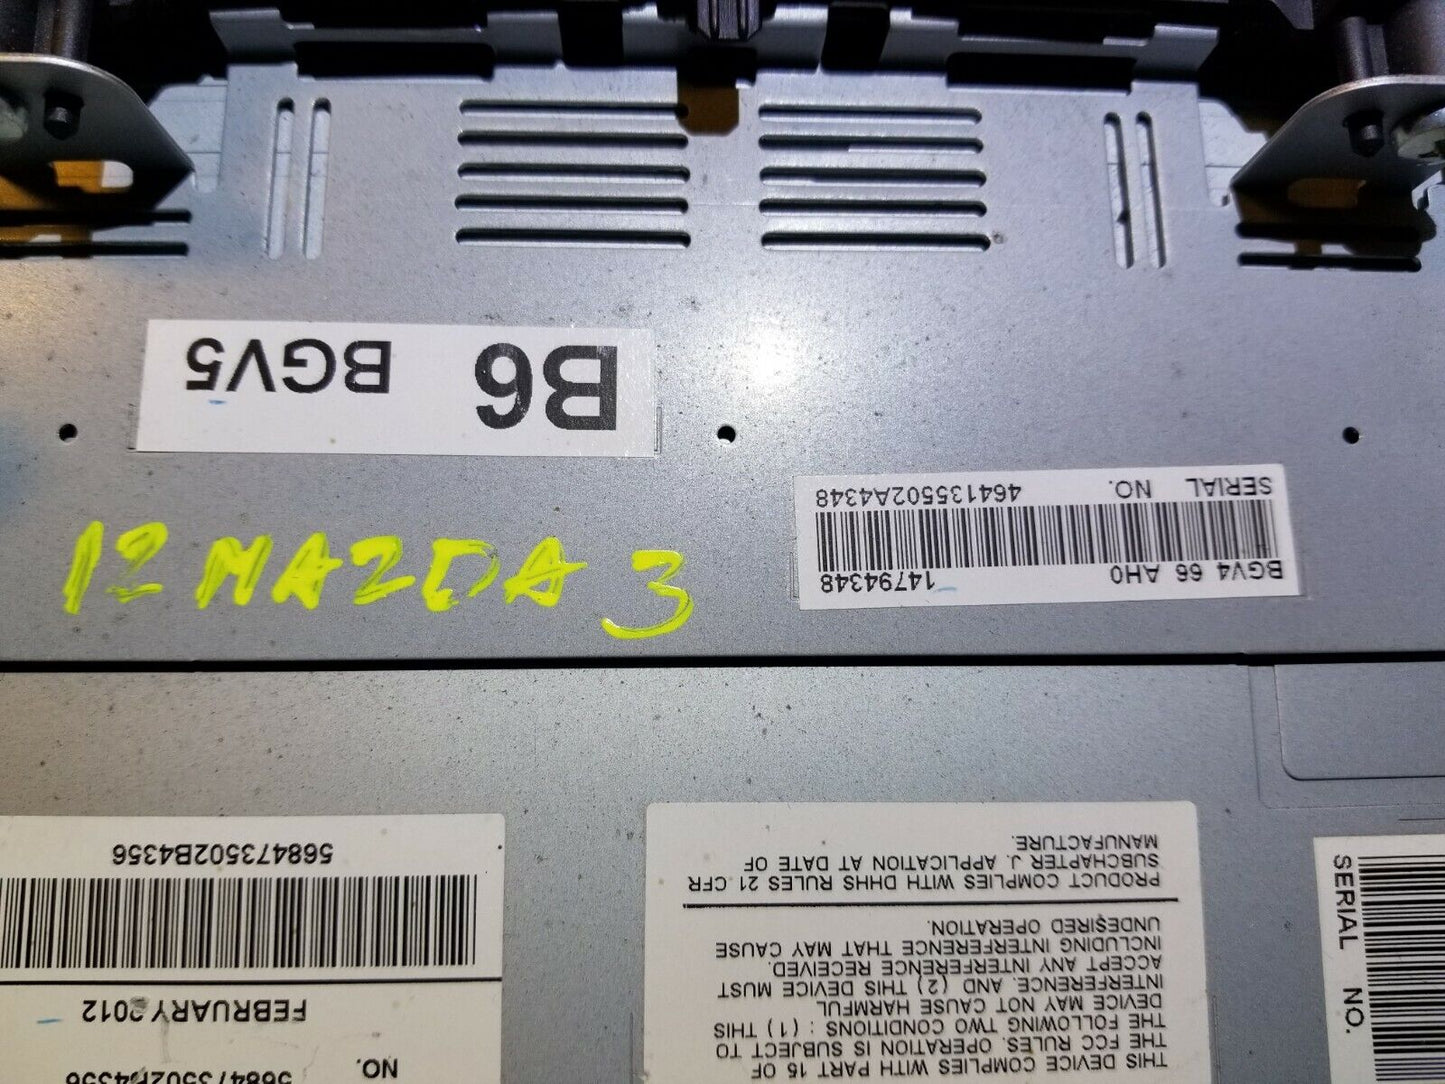 B6 BGV5
SERIAL NO. 4641355502A4348
BGV4 66 AH0 14794348
12 MAZDA 3
568473502B4356
FEBRUARY 2012
NO. 568473502B4356
THIS DEVICE COMPLIES WITH PART 15 OF
THE FCC RULES. OPERATION IS SUBJECT TO
THE FOLLOWING TWO CONDITIONS : (1) THIS
DEVICE MAY NOT CAUSE HARMFUL
INTERFERENCE. AND (2) THIS DEVICE MUST
ACCEPT ANY INTERFERENCE RECEIVED.
INCLUDING INTERFERENCE THAT MAY CAUSE
UNDESIRED OPERATION.
PRODUCT COMPLIES WITH DHHS RULES 21 CFR
SUBCHAPTER J. APPLICATION AT DATE OF
MANUFACTURE.
SERIAL NO.